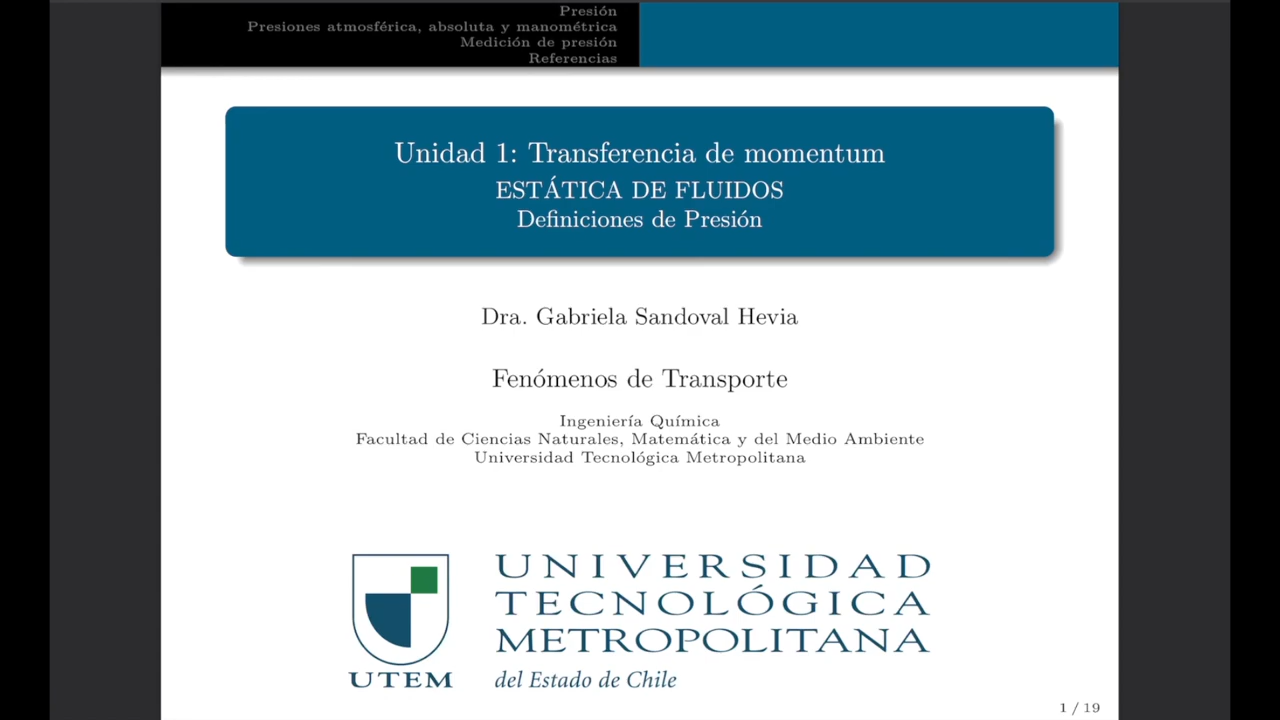 Presión
Presiones atmosférica, absoluta y manométrica
Medición de presión
Referencias
Unidad 1: Transferencia de momentum
ESTÁTICA DE FLUIDOS
Definiciones de Presión
Dra. Gabriela Sandoval Hevia
Fenómenos de Transporte
Ingeniería Química
Facultad de Ciencias Naturales, Matemática y del Medio Ambiente
Universidad Tecnológica Metropolitana
UNIVERSIDAD
TECNOLÓGICA
METROPOLITANA
UTEM
del Estado de Chile
1 / 19